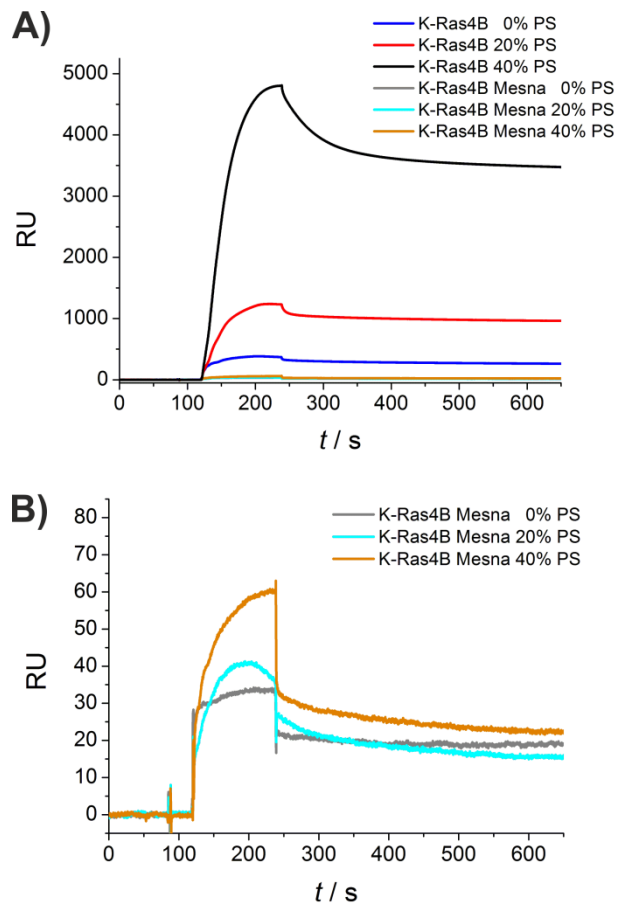 A)
K-Ras4B 0% PS
K-Ras4B 20% PS
K-Ras4B 40% PS
K-Ras4B Mesna 0% PS
K-Ras4B Mesna 20% PS
K-Ras4B Mesna 40% PS
5000
4000
3000
2000
1000
0
RU
0 100 200 300 400 500 600
t / s
B)
K-Ras4B Mesna 0% PS
K-Ras4B Mesna 20% PS
K-Ras4B Mesna 40% PS
80
70
60
50
40
30
20
10
0
RU
0 100 200 300 400 500 600
t / s